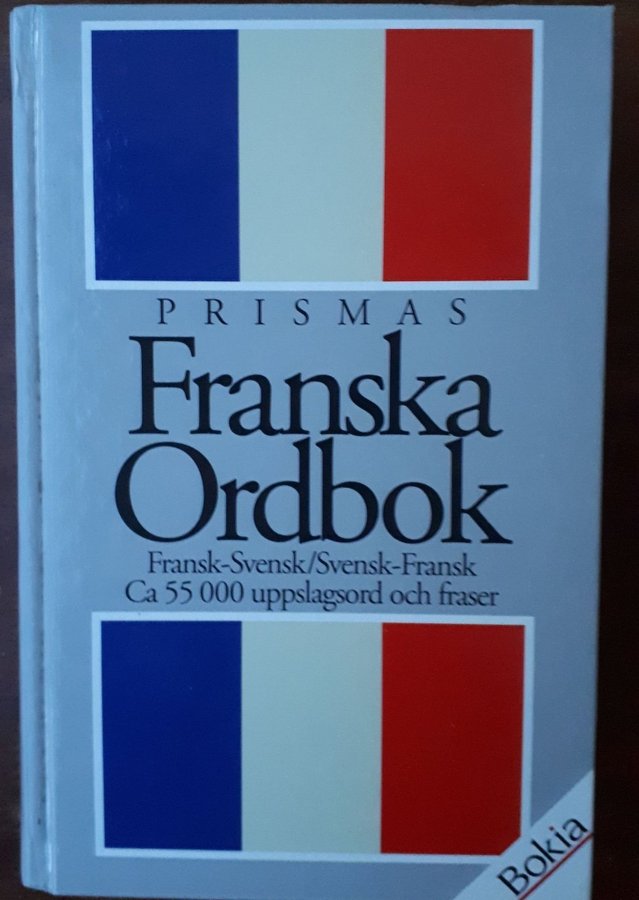 PRISMAS
Franska
Ordbok
Fransk-Svensk/Svensk-Fransk
Ca 55 000 uppslagsord och fraser
Bokia